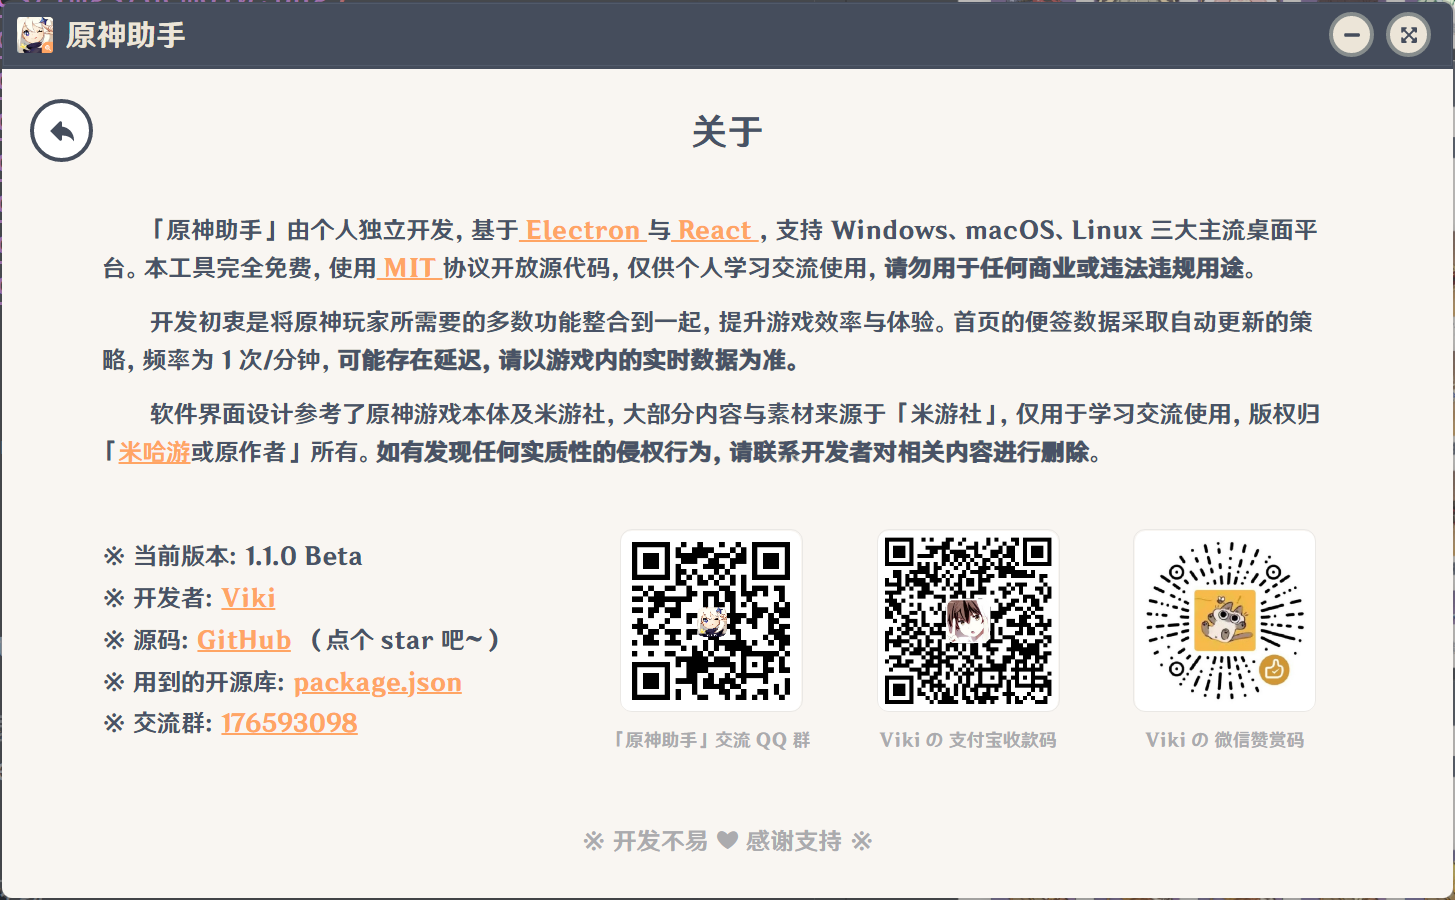 原神助手
关于
「原神助手」由个人独立开发, 基于 Electron 与 React , 支持 Windows、macOS、Linux 三大主流桌面平
台。本工具完全免费, 使用 MIT 协议开放源代码, 仅供个人学习交流使用, 请勿用于任何商业或违法违规用途。
开发初衷是将原神玩家所需要的多数功能整合到一起, 提升游戏效率与体验。首页的便签数据采取自动更新的策
略, 频率为 1 次/分钟, 可能存在延迟, 请以游戏内的实时数据为准。
软件界面设计参考了原神游戏本体及米游社, 大部分内容与素材来源于「米游社」, 仅用于学习交流使用, 版权归
「米哈游或原作者」所有。如有发现任何实质性的侵权行为, 请联系开发者对相关内容进行删除。
※ 当前版本: 1.1.0 Beta
※ 开发者: Viki
※ 源码: GitHub （点个 star 吧~）
※ 用到的开源库: package.json
※ 交流群: 176593098
「原神助手」交流 QQ 群
Viki の 支付宝收款码
Viki の 微信赞赏码
※ 开发不易 ♥ 感谢支持 ※